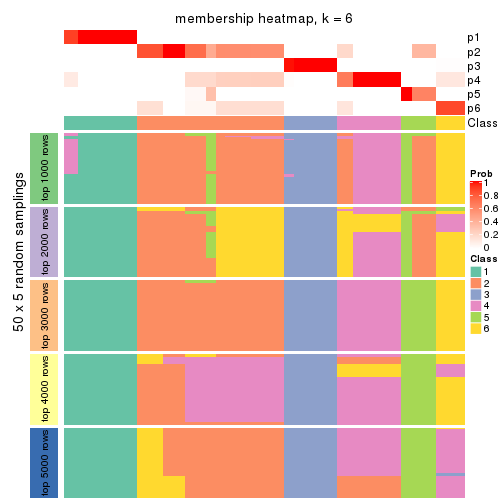 membership heatmap, k = 6
p1
p2
p3
p4
p5
p6
Class
50 x 5 random samplings
top 1000 rows
top 2000 rows
top 3000 rows
top 4000 rows
top 5000 rows
Prob
1
0.8
0.6
0.4
0.2
0
Class
1
2
3
4
5
6